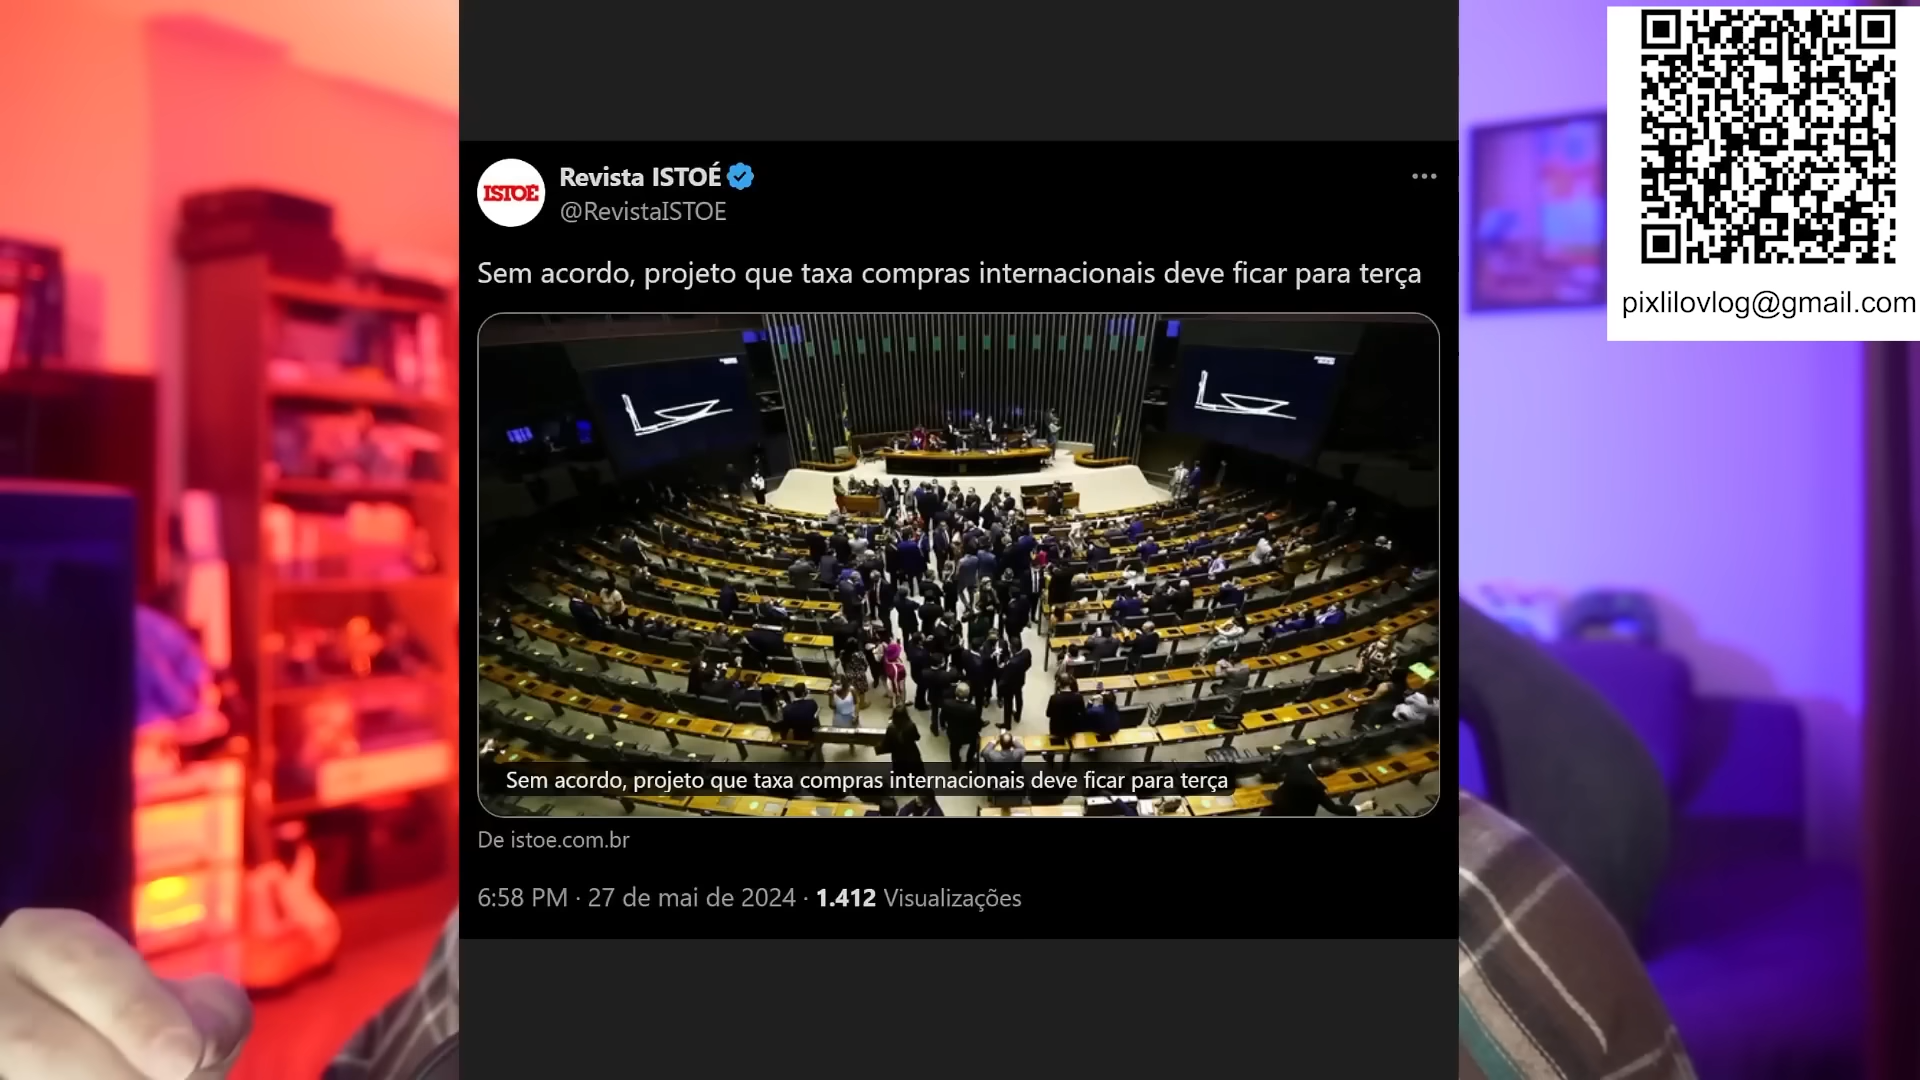 ISTOÉ
Revista ISTOÉ
@RevistaISTOE
Sem acordo, projeto que taxa compras internacionais deve ficar para terça
Sem acordo, projeto que taxa compras internacionais deve ficar para terça
De istoe.com.br
6:58 PM · 27 de mai de 2024 · 1.412 Visualizações
pixlilovlog@gmail.com